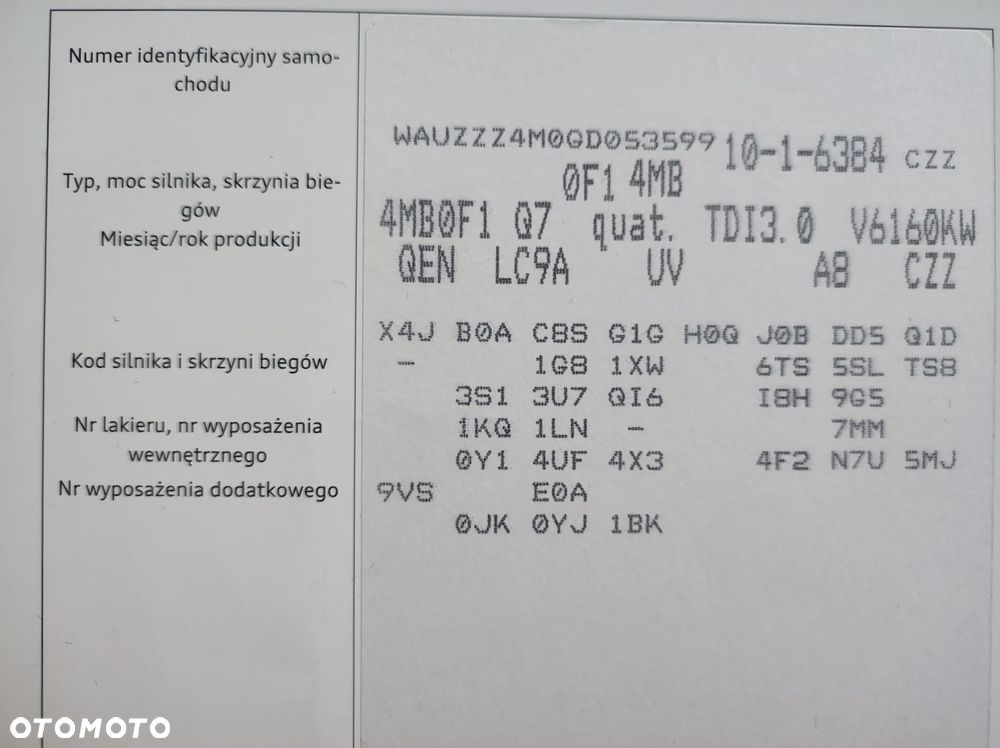 Numer identyfikacyjny samo-
chodu
WAUZZZ4M0GD053599 10-1-6384 CZZ
0F1 4MB
Typ, moc silnika, skrzynia bie-
gów
4MB0F1 Q7 quat. TDI3.0 V6160KW
Miesiąc/rok produkcji
QEN LC9A UV A8 CZZ
X4J B0A C8S G1G H0Q J0B DD5 Q1D
Kod silnika i skrzyni biegów
- 1G8 1XW 6TS 5SL TS8
3S1 3U7 QI6 I8H 9G5
Nr lakieru, nr wyposażenia
wewnętrznego
1KQ 1LN - 7MM
0Y1 4UF 4X3 4F2 N7U 5MJ
Nr wyposażenia dodatkowego
9VS E0A
0JK 0YJ 1BK
OTOMOTO